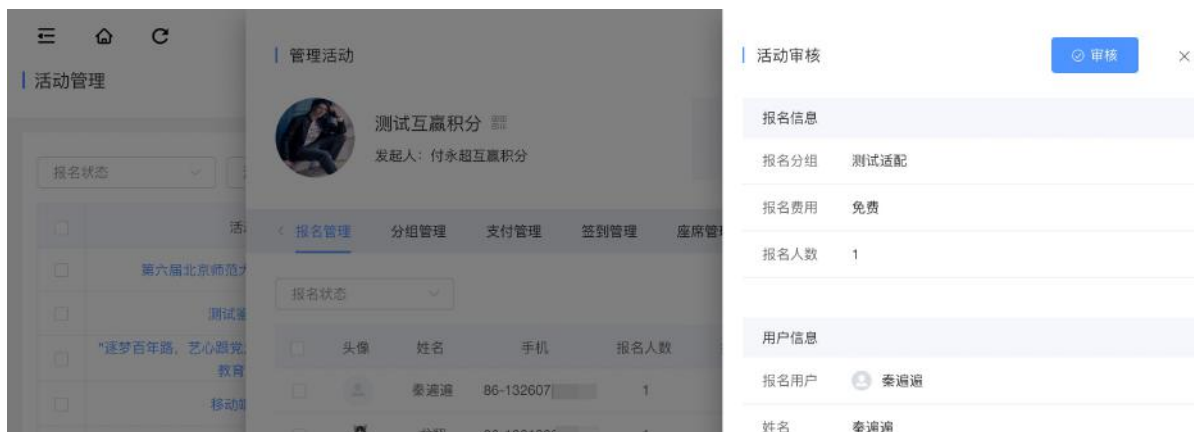 活动管理
报名状态
第六届北京师范大
"逐梦百年路，艺心跟党
教育
管理活动
测试互赢积分
发起人：付永超互赢积分
报名管理 分组管理 支付管理 签到管理 座席管
报名状态
头像 姓名 手机 报名人数
秦遍遍 86-132607 1
活动审核 审核
报名信息
报名分组 测试适配
报名费用 免费
报名人数 1
用户信息
报名用户 秦遍遍
姓名 秦遍遍